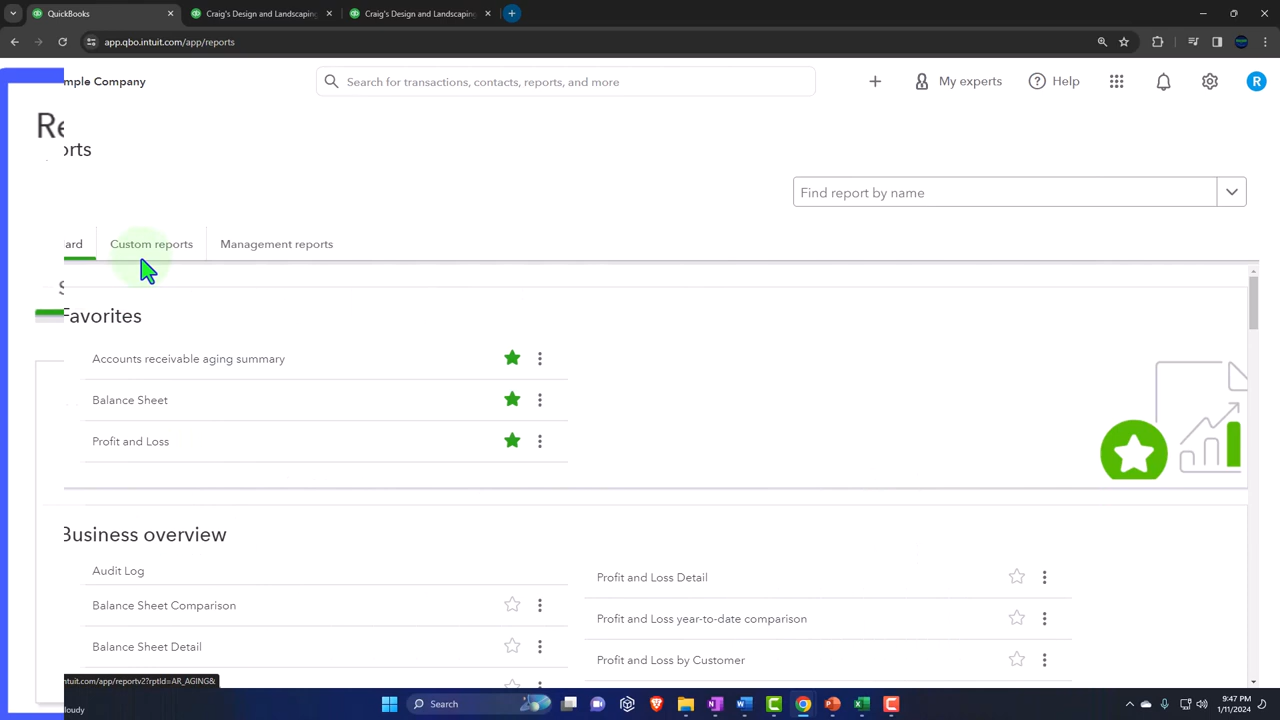 QuickBooks
Craig's Design and Landscaping
Craig's Design and Landscaping
app.qbo.intuit.com/app/reports
mple Company
Search for transactions, contacts, reports, and more
My experts
Help
R
Re
orts
Find report by name
ard
Custom reports
Management reports
S
Favorites
Accounts receivable aging summary
Balance Sheet
Profit and Loss
Business overview
Audit Log
Profit and Loss Detail
Balance Sheet Comparison
Profit and Loss year-to-date comparison
Balance Sheet Detail
Profit and Loss by Customer
ntuit.com/app/reportv2?rptId=AR_AGING&
loudy
Search
9:47 PM
1/11/2024